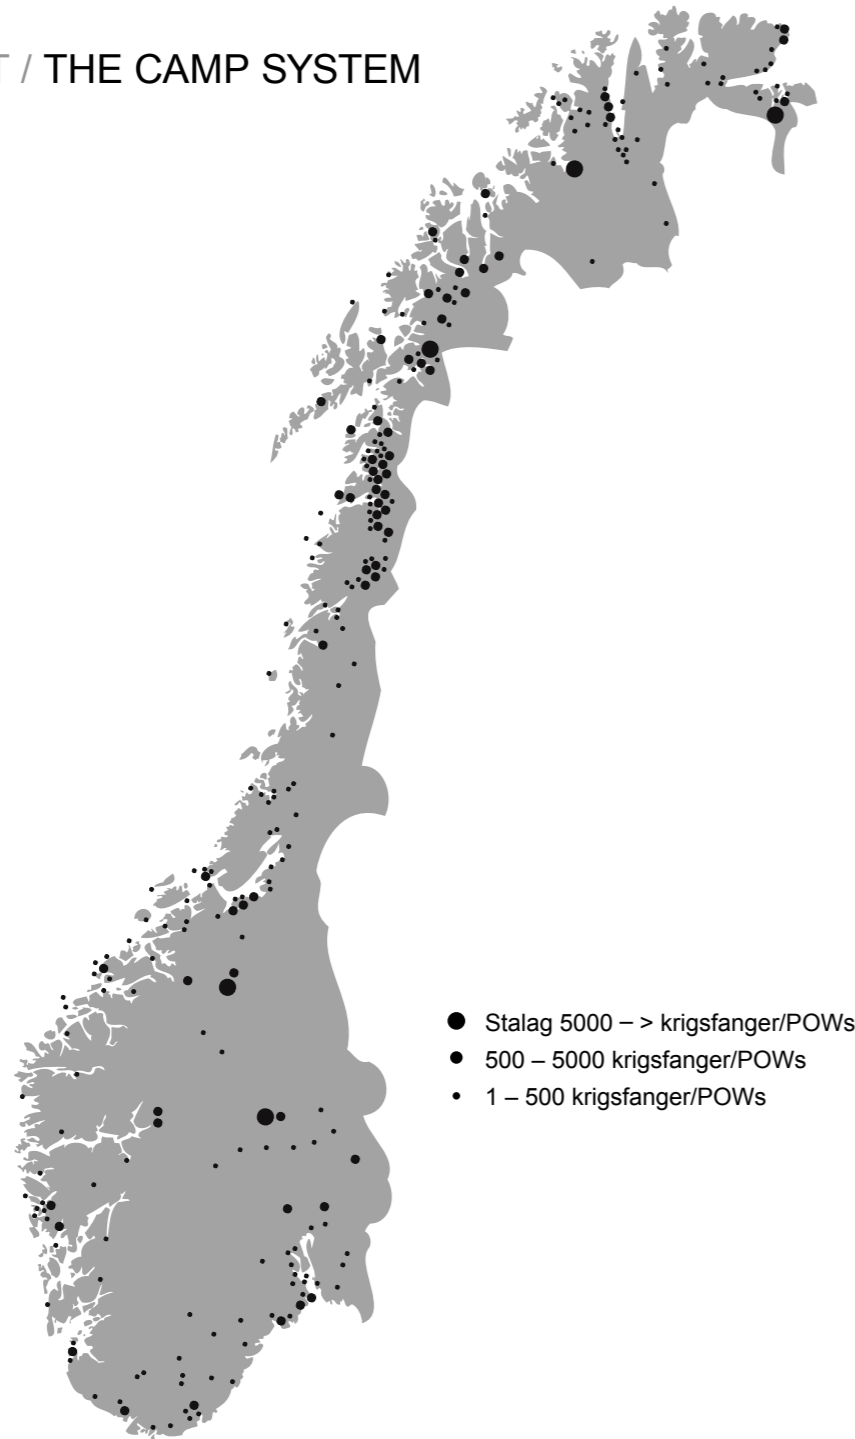 T / THE CAMP SYSTEM
Stalag 5000 – > krigsfanger/POWs
500 – 5000 krigsfanger/POWs
1 – 500 krigsfanger/POWs